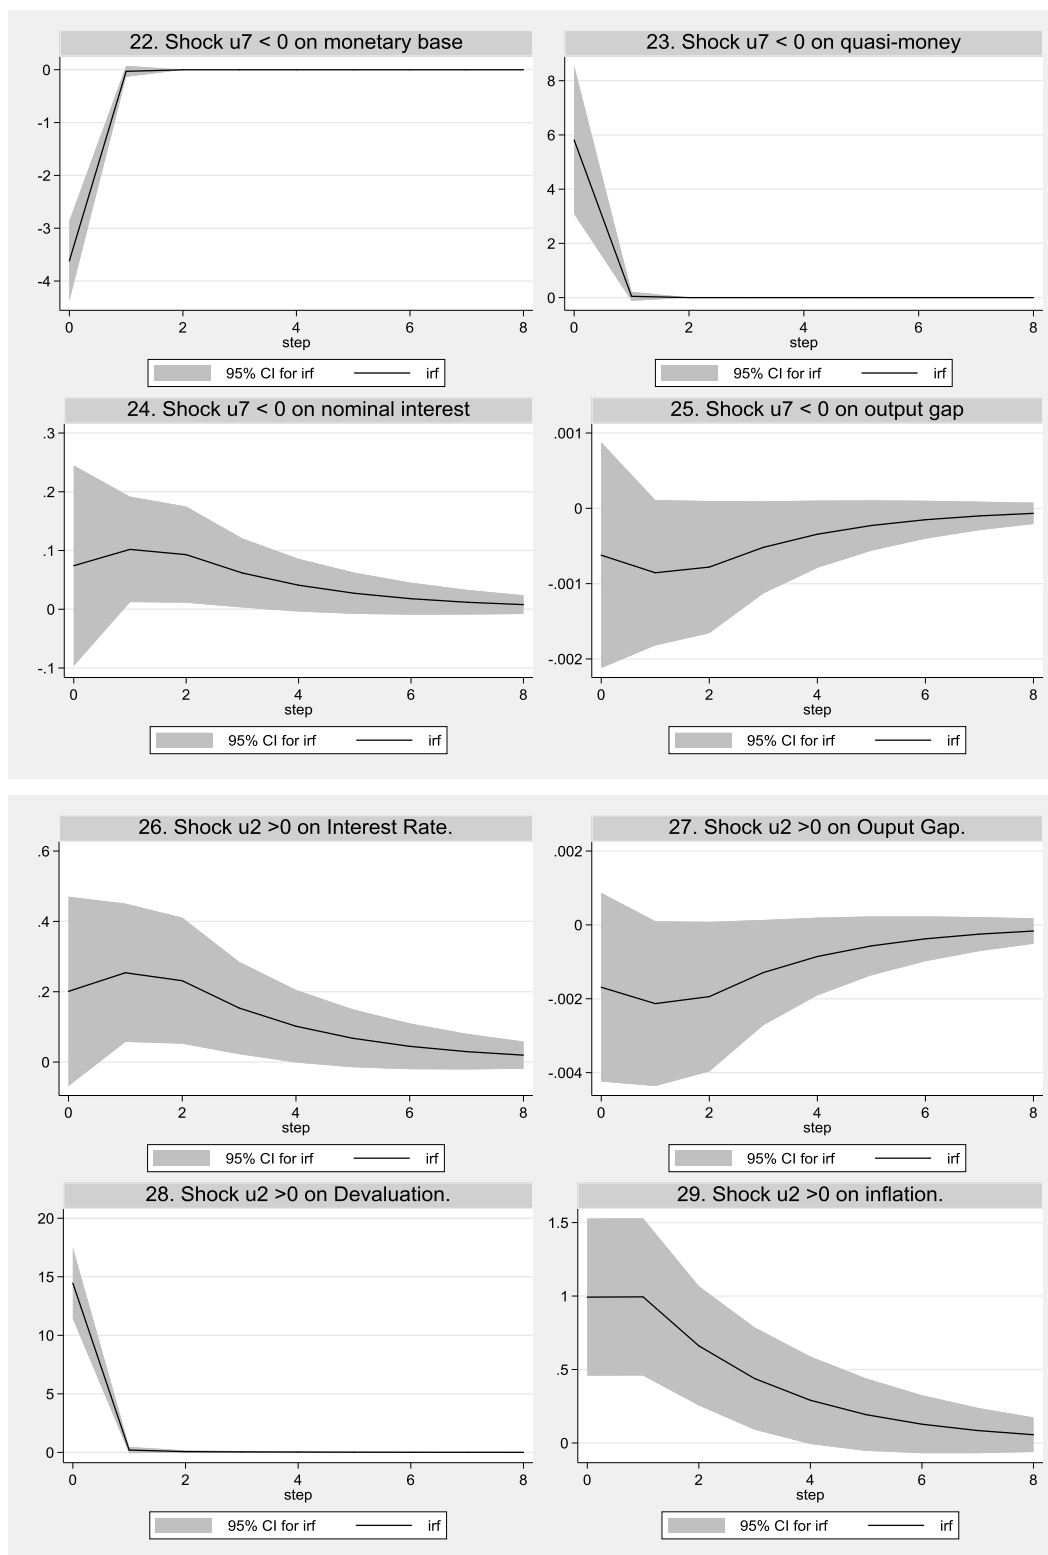 22. Shock u7 < 0 on monetary base
0
-1
-2
-3
-4
0 2 4 6 8
step
95% CI for irf irf
23. Shock u7 < 0 on quasi-money
8
6
4
2
0
0 2 4 6 8
step
95% CI for irf irf
24. Shock u7 < 0 on nominal interest
.3
.2
.1
0
-.1
0 2 4 6 8
step
95% CI for irf irf
25. Shock u7 < 0 on output gap
.001
0
-.001
-.002
0 2 4 6 8
step
95% CI for irf irf
26. Shock u2 >0 on Interest Rate.
.6
.4
.2
0
0 2 4 6 8
step
95% CI for irf irf
27. Shock u2 >0 on Ouput Gap.
.002
0
-.002
-.004
0 2 4 6 8
step
95% CI for irf irf
28. Shock u2 >0 on Devaluation.
20
15
10
5
0
0 2 4 6 8
step
95% CI for irf irf
29. Shock u2 >0 on inflation.
1.5
1
.5
0
0 2 4 6 8
step
95% CI for irf irf